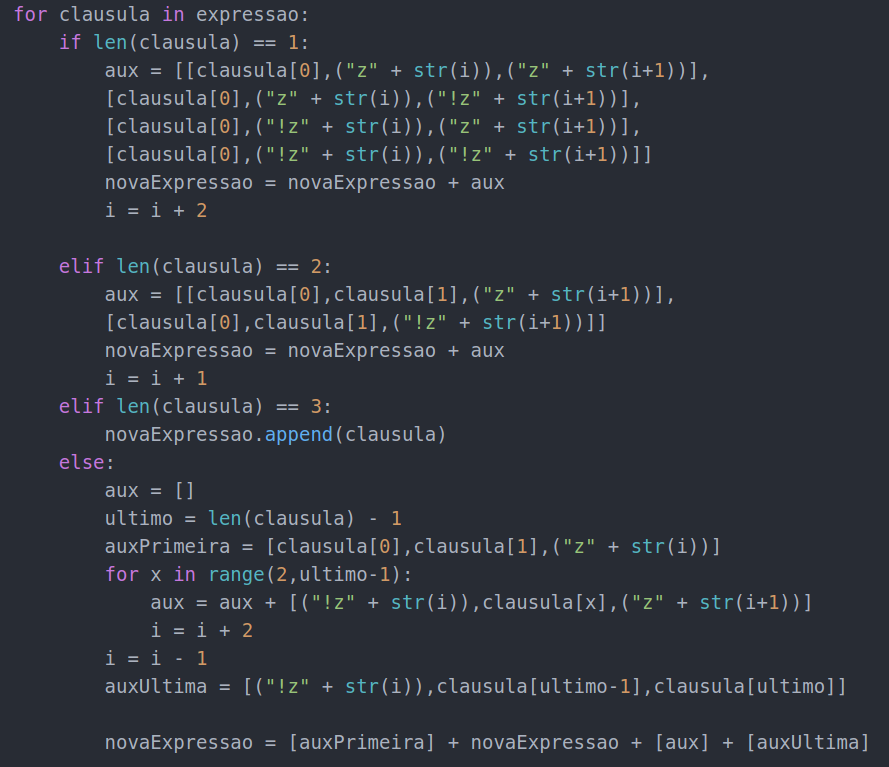 for clausula in expressao:
    if len(clausula) == 1:
        aux = [[clausula[0],("z" + str(i)),("z" + str(i+1))],
        [clausula[0],("z" + str(i)),("!z" + str(i+1))],
        [clausula[0],("!z" + str(i)),("z" + str(i+1))],
        [clausula[0],("!z" + str(i)),("!z" + str(i+1))]]
        novaExpressao = novaExpressao + aux
        i = i + 2

    elif len(clausula) == 2:
        aux = [[clausula[0],clausula[1],("z" + str(i+1))],
        [clausula[0],clausula[1],("!z" + str(i+1))]]
        novaExpressao = novaExpressao + aux
        i = i + 1
    elif len(clausula) == 3:
        novaExpressao.append(clausula)
    else:
        aux = []
        ultimo = len(clausula) - 1
        auxPrimeira = [clausula[0],clausula[1],("z" + str(i))]
        for x in range(2,ultimo-1):
            aux = aux + [("!z" + str(i)),clausula[x],("z" + str(i+1))]
            i = i + 2
        i = i - 1
        auxUltima = [("!z" + str(i)),clausula[ultimo-1],clausula[ultimo]]

        novaExpressao = [auxPrimeira] + novaExpressao + [aux] + [auxUltima]